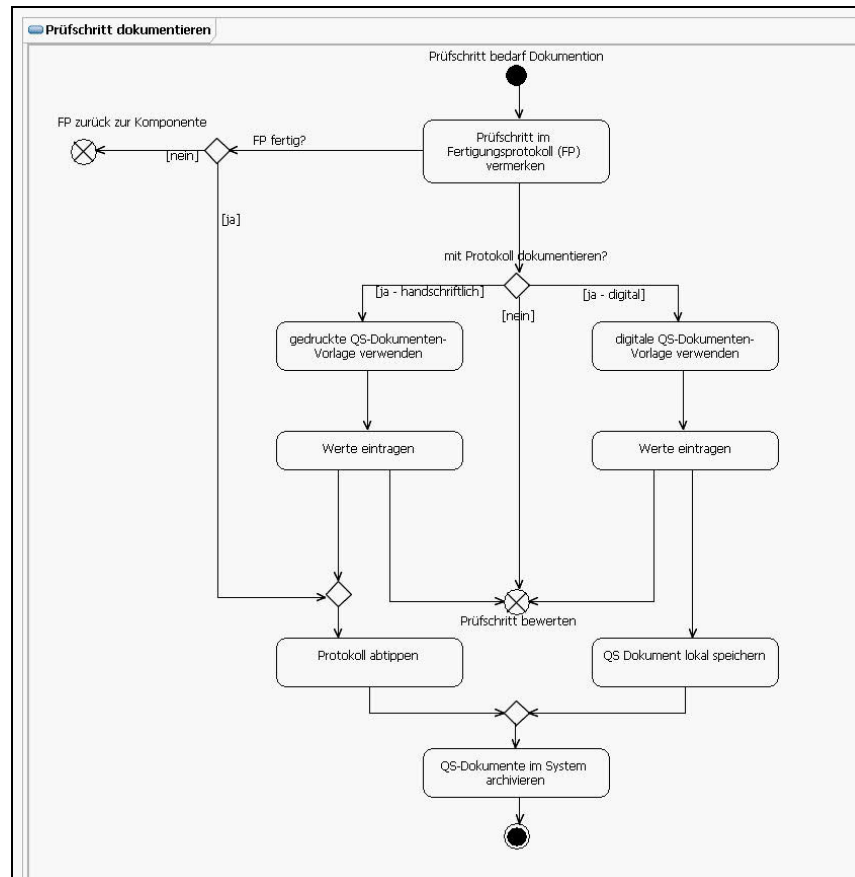 Prüfschritt dokumentieren
Prüfschritt bedarf Dokumention
FP zurück zur Komponente
FP fertig?
Prüfschritt im
Fertigungsprotokoll (FP)
vermerken
[nein]
[ja]
mit Protokoll dokumentieren?
[ja - handschriftlich]
[ja - digital]
[nein]
gedruckte QS-Dokumenten-
Vorlage verwenden
digitale QS-Dokumenten-
Vorlage verwenden
Werte eintragen
Werte eintragen
Prüfschritt bewerten
Protokoll abtippen
QS Dokument lokal speichern
QS-Dokumente im System
archivieren